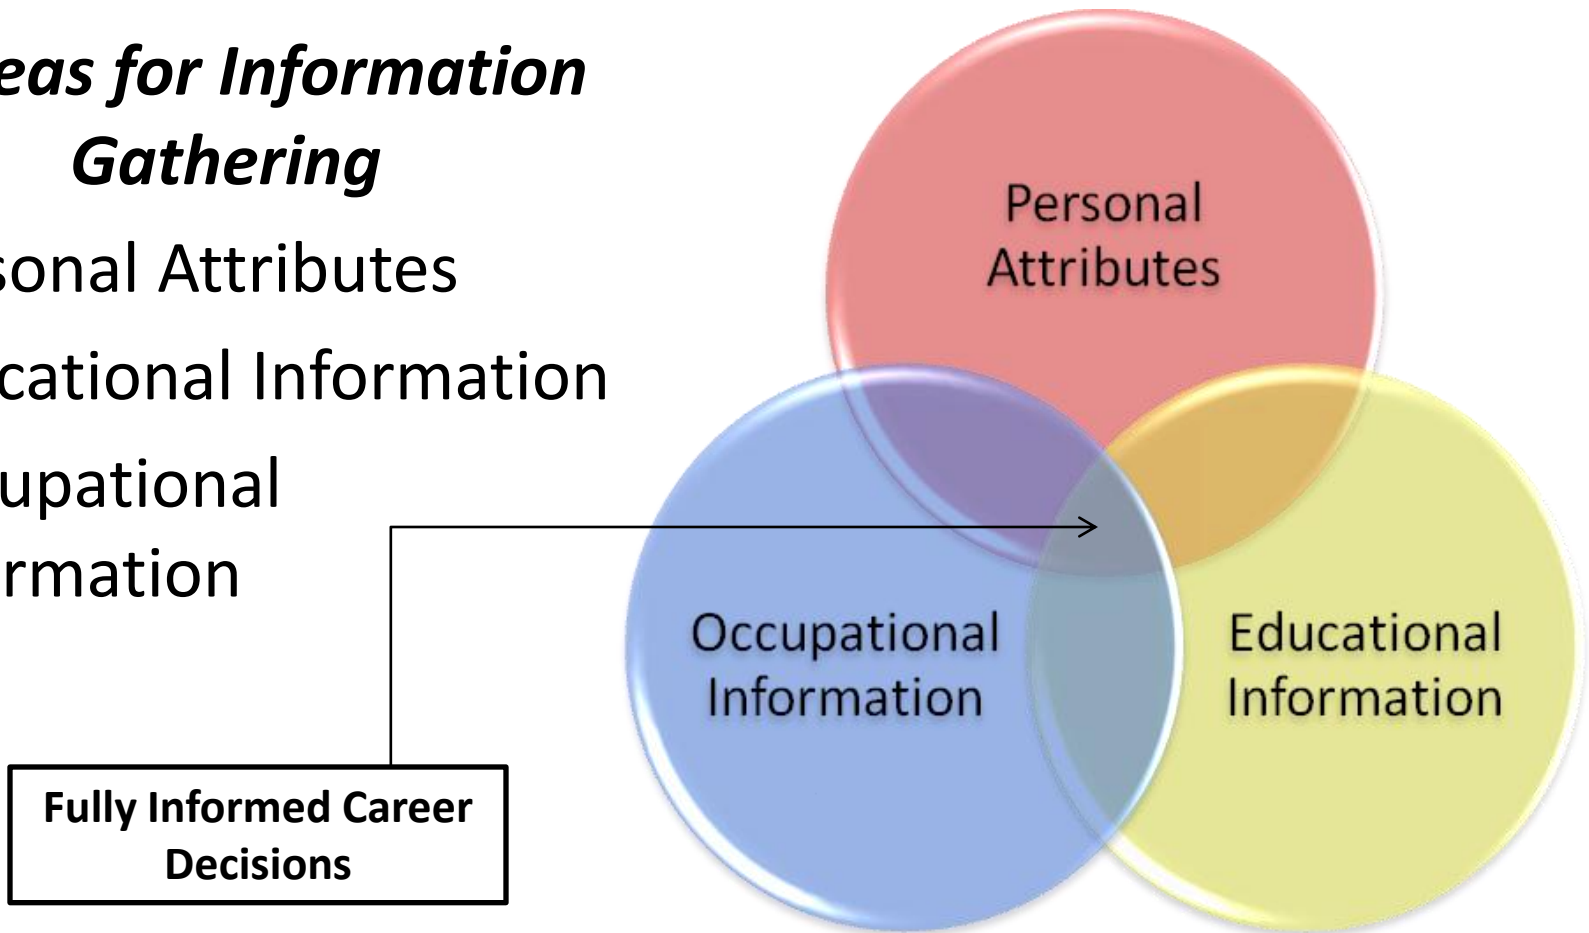 eas for Information
Gathering
sonal Attributes
cational Information
upational
rmation
Fully Informed Career
Decisions
Personal
Attributes
Occupational
Information
Educational
Information